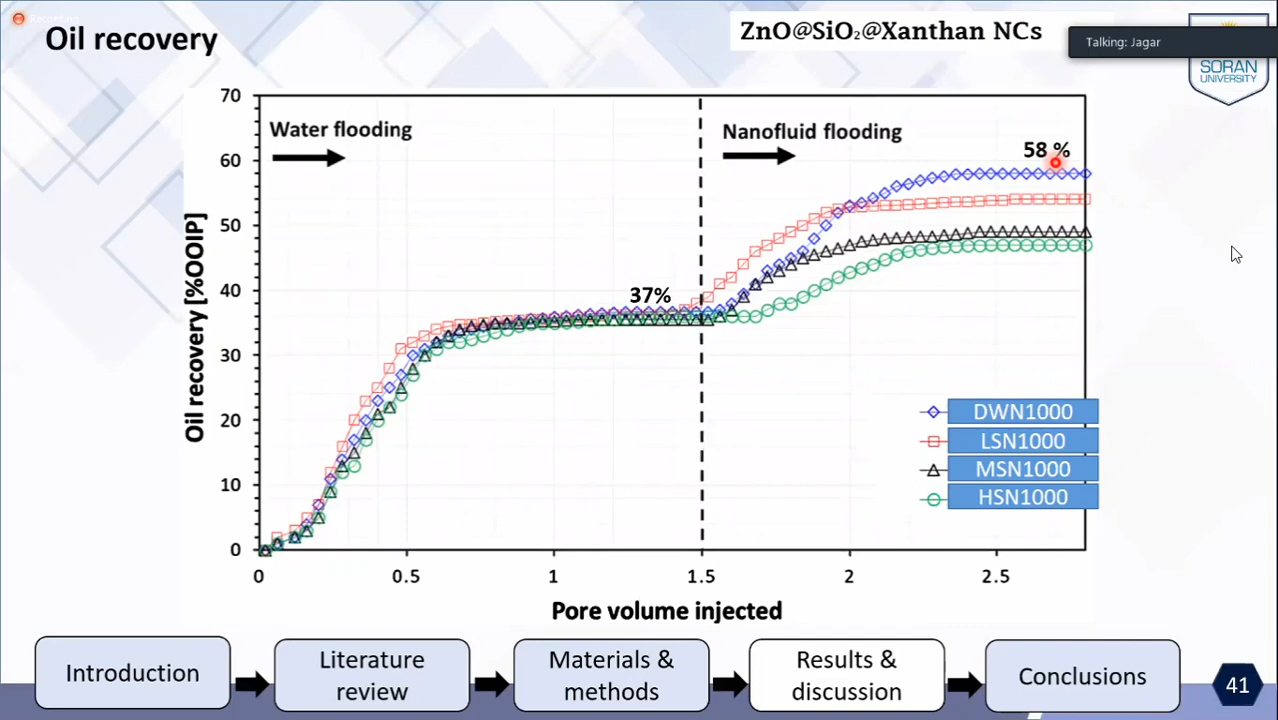 Recording
Oil recovery
ZnO@SiO₂@Xanthan NCs
Talking: Jagar
SORAN
UNIVERSITY
Water flooding
Nanofluid flooding
58 %
37%
Oil recovery [%OOIP]
70
60
50
40
30
20
10
0
0
0.5
1
1.5
2
2.5
Pore volume injected
DWN1000
LSN1000
MSN1000
HSN1000
Introduction
Literature
review
Materials &
methods
Results &
discussion
Conclusions
41